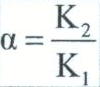 α = K₂ / K₁